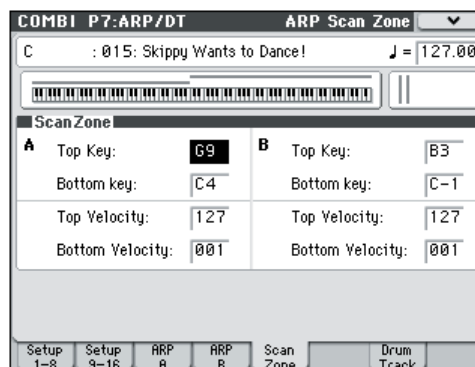 COMBI P7:ARP/DT ARP Scan Zone
C : 015: Skippy Wants to Dance! ♩= 127.00
Scan Zone
A Top Key: G9 B Top Key: B3
Bottom key: C4 Bottom key: C-1
Top Velocity: 127 Top Velocity: 127
Bottom Velocity: 001 Bottom Velocity: 001
Setup 1-8 Setup 9-16 ARP A ARP B Scan Zone Drum Track